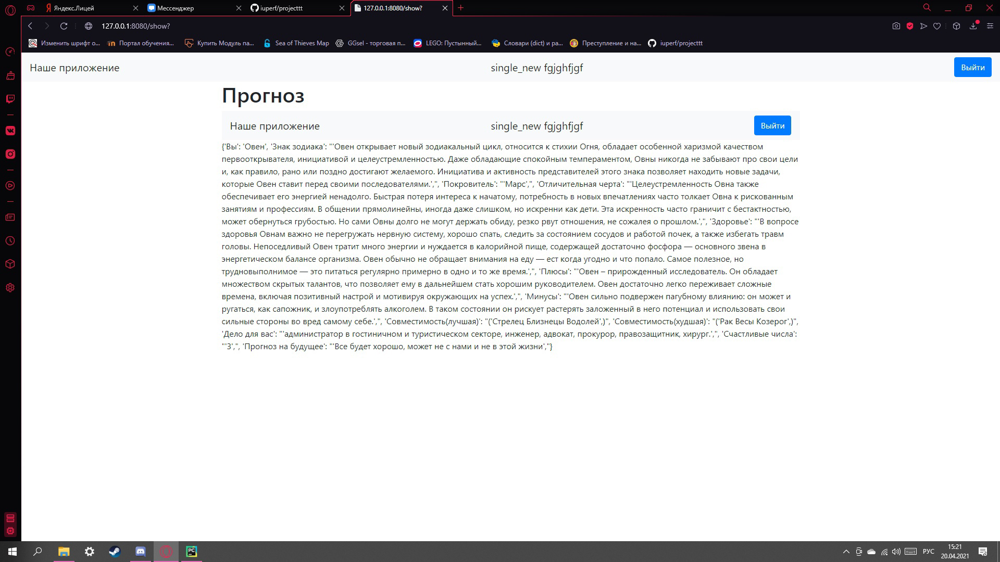 Яндекс.Лицей
Мессенджер
iuperf/projecttt
127.0.0.1:8080/show?
127.0.0.1:8080/show?
Изменить шрифт о...
Портал обучения...
Купить Модуль па...
Sea of Thieves Map
GGsel - торговая п...
LEGO: Пустынный...
Словари (dict) и ра...
Преступление и на...
iuperf/projecttt
Наше приложение
single_new fgjghfjgf
Выйти
Прогноз
Наше приложение
single_new fgjghfjgf
Выйти
{'Вы': 'Овен', 'Знак зодиака': "'Овен открывает новый зодиакальный цикл, относится к стихии Огня, обладает особенной харизмой качеством
первооткрывателя, инициативой и целеустремленностью. Даже обладающие спокойным темпераментом, Овны никогда не забывают про свои цели
и, как правило, рано или поздно достигают желаемого. Инициатива и активность представителей этого знака позволяет находить новые задачи,
которые Овен ставит перед своими последователями.',", 'Покровитель': "'Марс',", 'Отличительная черта': "'Целеустремленность Овна также
обеспечивает его энергией ненадолго. Быстрая потеря интереса к начатому, потребность в новых впечатлениях часто толкает Овна к рискованным
занятиям и профессиям. В общении прямолинейны, иногда даже слишком, но искренни как дети. Эта искренность часто граничит с бестактностью,
может обернуться грубостью. Но сами Овны долго не могут держать обиду, резко рвут отношения, не сожалея о прошлом.',", 'Здоровье': "'В вопросе
здоровья Овнам важно не перегружать нервную систему, хорошо спать, следить за состоянием сосудов и работой почек, а также избегать травм
головы. Непоседливый Овен тратит много энергии и нуждается в калорийной пище, содержащей достаточно фосфора — основного звена в
энергетическом балансе организма. Овен обычно не обращает внимания на еду — ест когда угодно и что попало. Самое полезное, но
трудновыполнимое — это питаться регулярно примерно в одно и то же время.',", 'Плюсы': "'Овен – прирожденный исследователь. Он обладает
множеством скрытых талантов, что позволяет ему в дальнейшем стать хорошим руководителем. Овен достаточно легко переживает сложные
времена, включая позитивный настрой и мотивируя окружающих на успех.',", 'Минусы': "'Овен сильно подвержен пагубному влиянию: он может и
ругаться, как сапожник, и злоупотреблять алкоголем. В таком состоянии он рискует растерять заложенный в него потенциал и использовать свои
сильные стороны во вред самому себе.',", 'Совместимость(лучшая)': "('Стрелец Близнецы Водолей',)", 'Совместимость(худшая)': "('Рак Весы Козерог',)",
'Дело для вас': "'администратор в гостиничном и туристическом секторе, инженер, адвокат, прокурор, правозащитник, хирург.',", 'Счастливые числа':
"'3',", 'Прогноз на будущее': "'Все будет хорошо, может не с нами и не в этой жизни',"}
РУС
15:21
20.04.2021